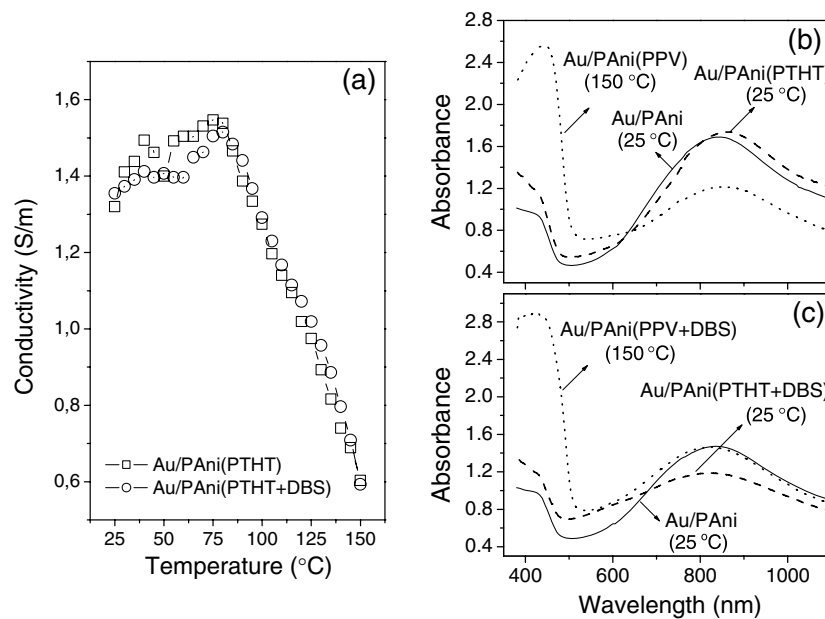 (a)
1,6
1,4
1,2
1,0
0,8
0,6
Conductivity (S/m)
Au/PAni(PTHT)
Au/PAni(PTHT+DBS)
25 50 75 100 125 150
Temperature (°C)
(b)
2.8
2.4
2.0
1.6
1.2
0.8
0.4
Absorbance
Au/PAni(PPV)
(150 °C)
Au/PAni(PTHT)
(25 °C)
Au/PAni
(25 °C)
(c)
2.8
2.4
2.0
1.6
1.2
0.8
0.4
Absorbance
Au/PAni(PPV+DBS)
(150 °C)
Au/PAni(PTHT+DBS)
(25 °C)
Au/PAni
(25 °C)
400 600 800 1000
Wavelength (nm)